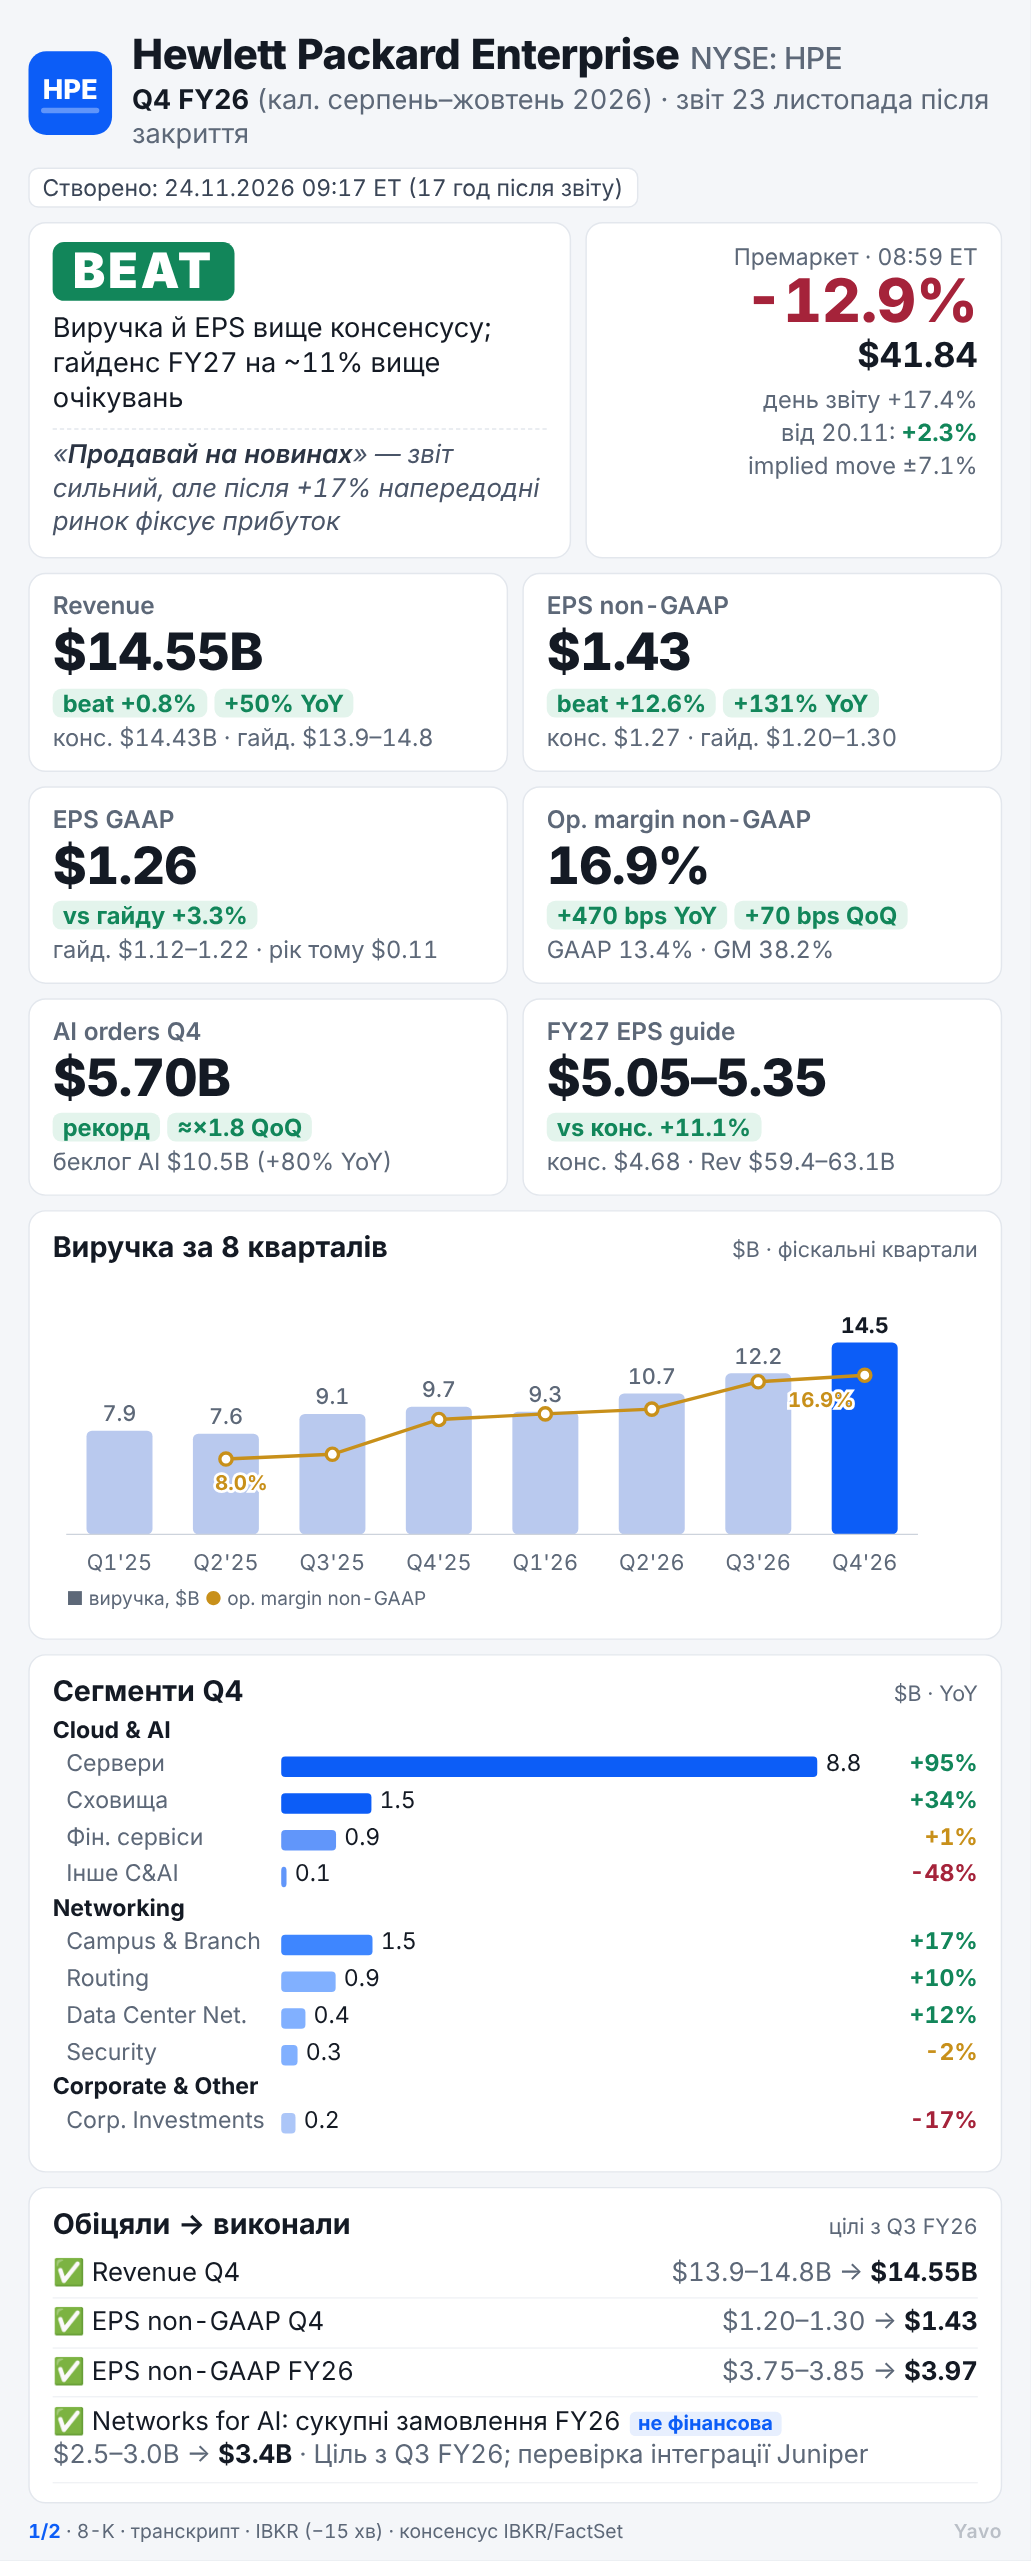 HPE
Hewlett Packard Enterprise NYSE: HPE
Q4 FY26 (кал. серпень–жовтень 2026) · звіт 23 листопада після
закриття
Створено: 24.11.2026 09:17 ET (17 год після звіту)
BEAT
Виручка й EPS вище консенсусу;
гайденс FY27 на ~11% вище
очікувань
«Продавай на новинах» — звіт
сильний, але після +17% напередодні
ринок фіксує прибуток
Премаркет · 08:59 ET
-12.9%
$41.84
день звіту +17.4%
від 20.11: +2.3%
implied move ±7.1%
Revenue
$14.55B
beat +0.8% +50% YoY
конс. $14.43B · гайд. $13.9–14.8
EPS non-GAAP
$1.43
beat +12.6% +131% YoY
конс. $1.27 · гайд. $1.20–1.30
EPS GAAP
$1.26
vs гайду +3.3%
гайд. $1.12–1.22 · рік тому $0.11
Op. margin non-GAAP
16.9%
+470 bps YoY +70 bps QoQ
GAAP 13.4% · GM 38.2%
AI orders Q4
$5.70B
рекорд ≈×1.8 QoQ
беклог AI $10.5B (+80% YoY)
FY27 EPS guide
$5.05–5.35
vs конс. +11.1%
конс. $4.68 · Rev $59.4–63.1B
Виручка за 8 кварталів $B · фіскальні квартали
7.9 7.6 9.1 9.7 9.3 10.7 12.2 14.5
8.0% 16.9%
Q1'25 Q2'25 Q3'25 Q4'25 Q1'26 Q2'26 Q3'26 Q4'26
виручка, $B op. margin non-GAAP
Сегменти Q4 $B · YoY
Cloud & AI
Сервери 8.8 +95%
Сховища 1.5 +34%
Фін. сервіси 0.9 +1%
Інше C&AI 0.1 -48%
Networking
Campus & Branch 1.5 +17%
Routing 0.9 +10%
Data Center Net. 0.4 +12%
Security 0.3 -2%
Corporate & Other
Corp. Investments 0.2 -17%
Обіцяли → виконали цілі з Q3 FY26
✅ Revenue Q4 $13.9–14.8B → $14.55B
✅ EPS non-GAAP Q4 $1.20–1.30 → $1.43
✅ EPS non-GAAP FY26 $3.75–3.85 → $3.97
✅ Networks for AI: сукупні замовлення FY26 не фінансова
$2.5–3.0B → $3.4B · Ціль з Q3 FY26; перевірка інтеграції Juniper
1/2 · 8-K · транскрипт · IBKR (−15 хв) · консенсус IBKR/FactSet Yavo